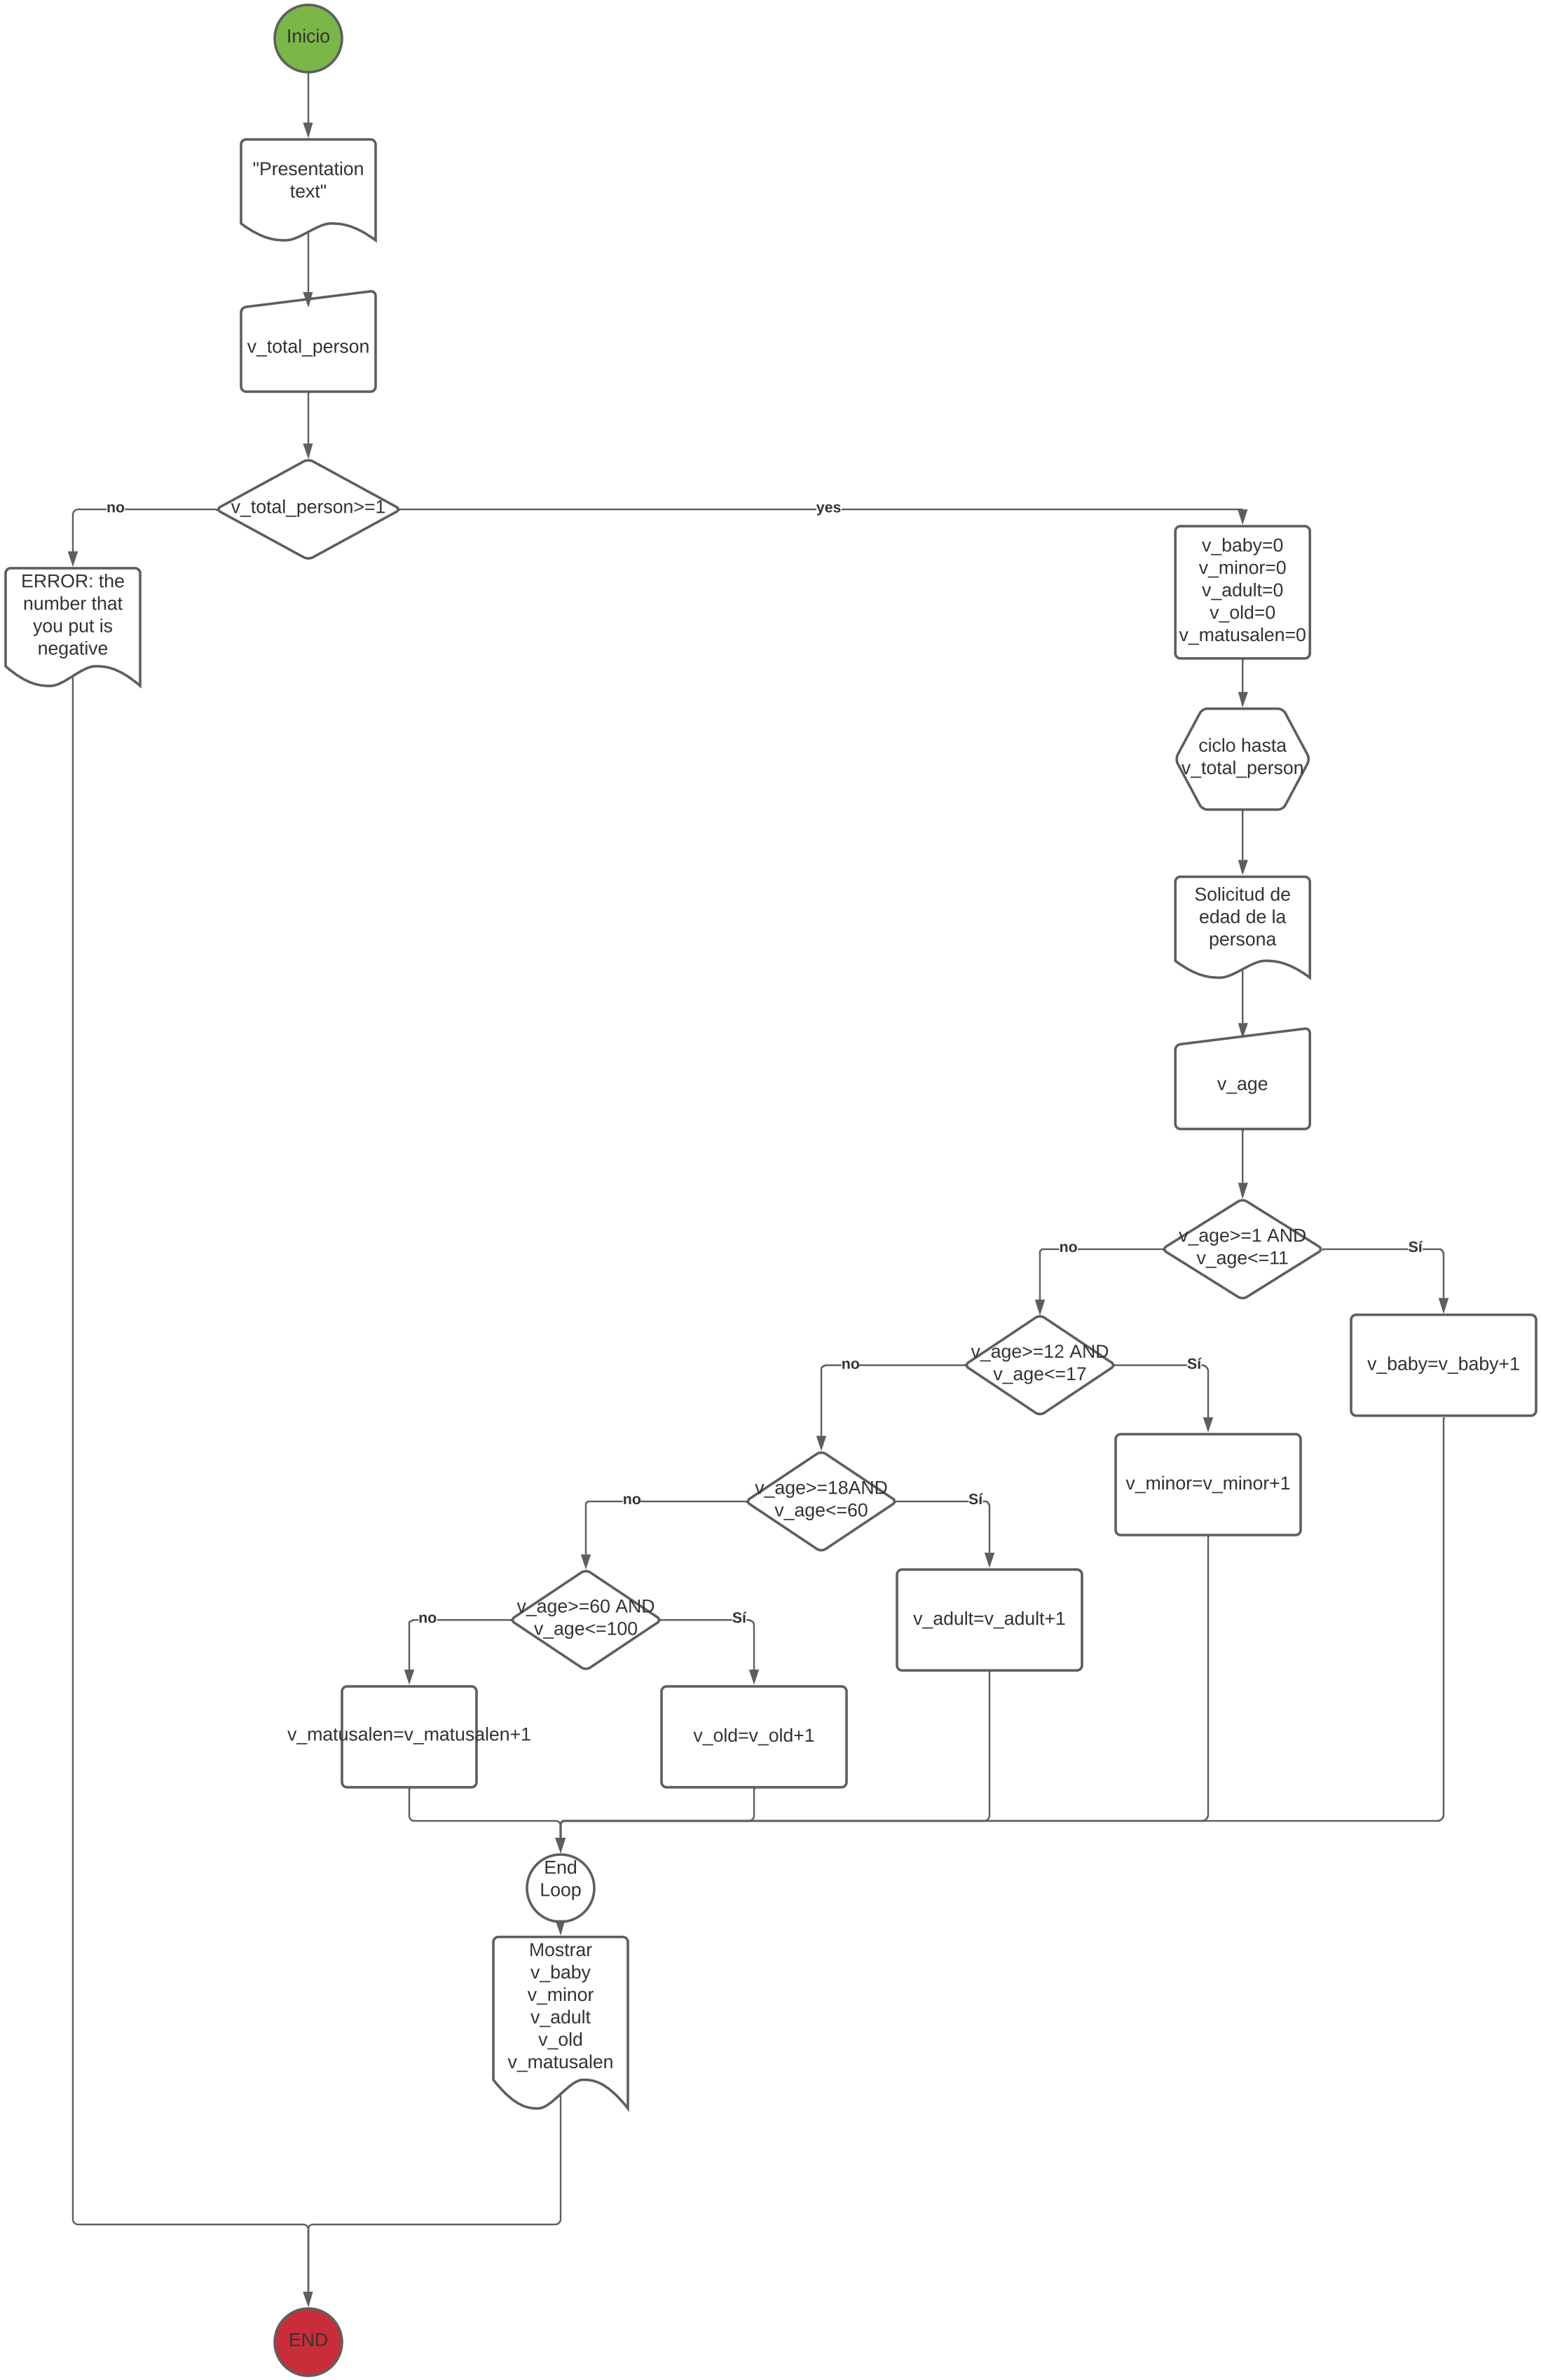 Inicio
"Presentation
text"
v_total_person
v_total_person>=1
no
yes
ERROR: the
number that
you put is
negative
v_baby=0
v_minor=0
v_adult=0
v_old=0
v_matusalen=0
ciclo hasta
v_total_person
Solicitud de
edad de la
persona
v_age
v_age>=1 AND
v_age<=11
no
Sí
v_baby=v_baby+1
v_age>=12 AND
v_age<=17
no
Sí
v_minor=v_minor+1
v_age>=18AND
v_age<=60
no
Sí
v_adult=v_adult+1
v_age>=60 AND
v_age<=100
no
Sí
v_matusalen=v_matusalen+1
v_old=v_old+1
End
Loop
Mostrar
v_baby
v_minor
v_adult
v_old
v_matusalen
END